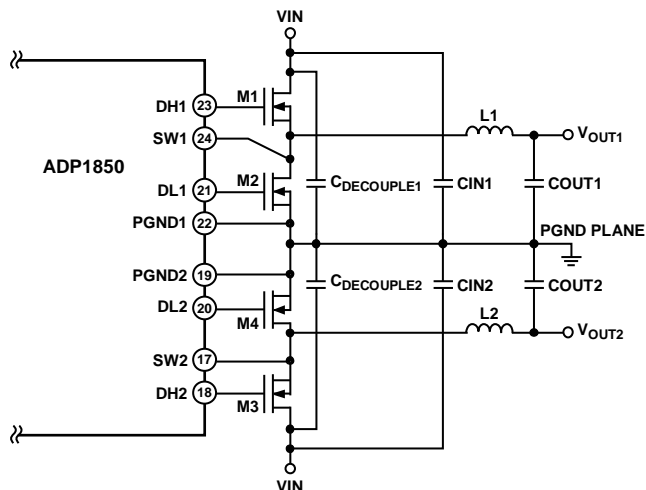 VIN
DH1 23 M1
L1
SW1 24
VOUT1
ADP1850
DL1 21 M2
CDECOUPLE1 CIN1 COUT1
PGND1 22
PGND PLANE
PGND2 19
CDECOUPLE2 CIN2 COUT2
DL2 20 M4
L2
VOUT2
SW2 17
DH2 18 M3
VIN